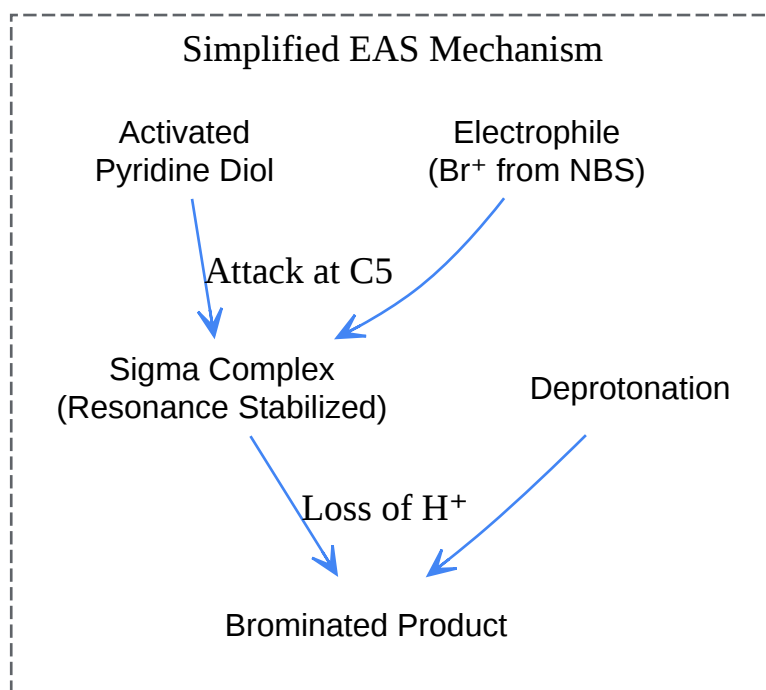 Simplified EAS Mechanism
Activated
Pyridine Diol
Electrophile
(Br⁺ from NBS)
Attack at C5
Sigma Complex
(Resonance Stabilized)
Deprotonation
Loss of H⁺
Brominated Product